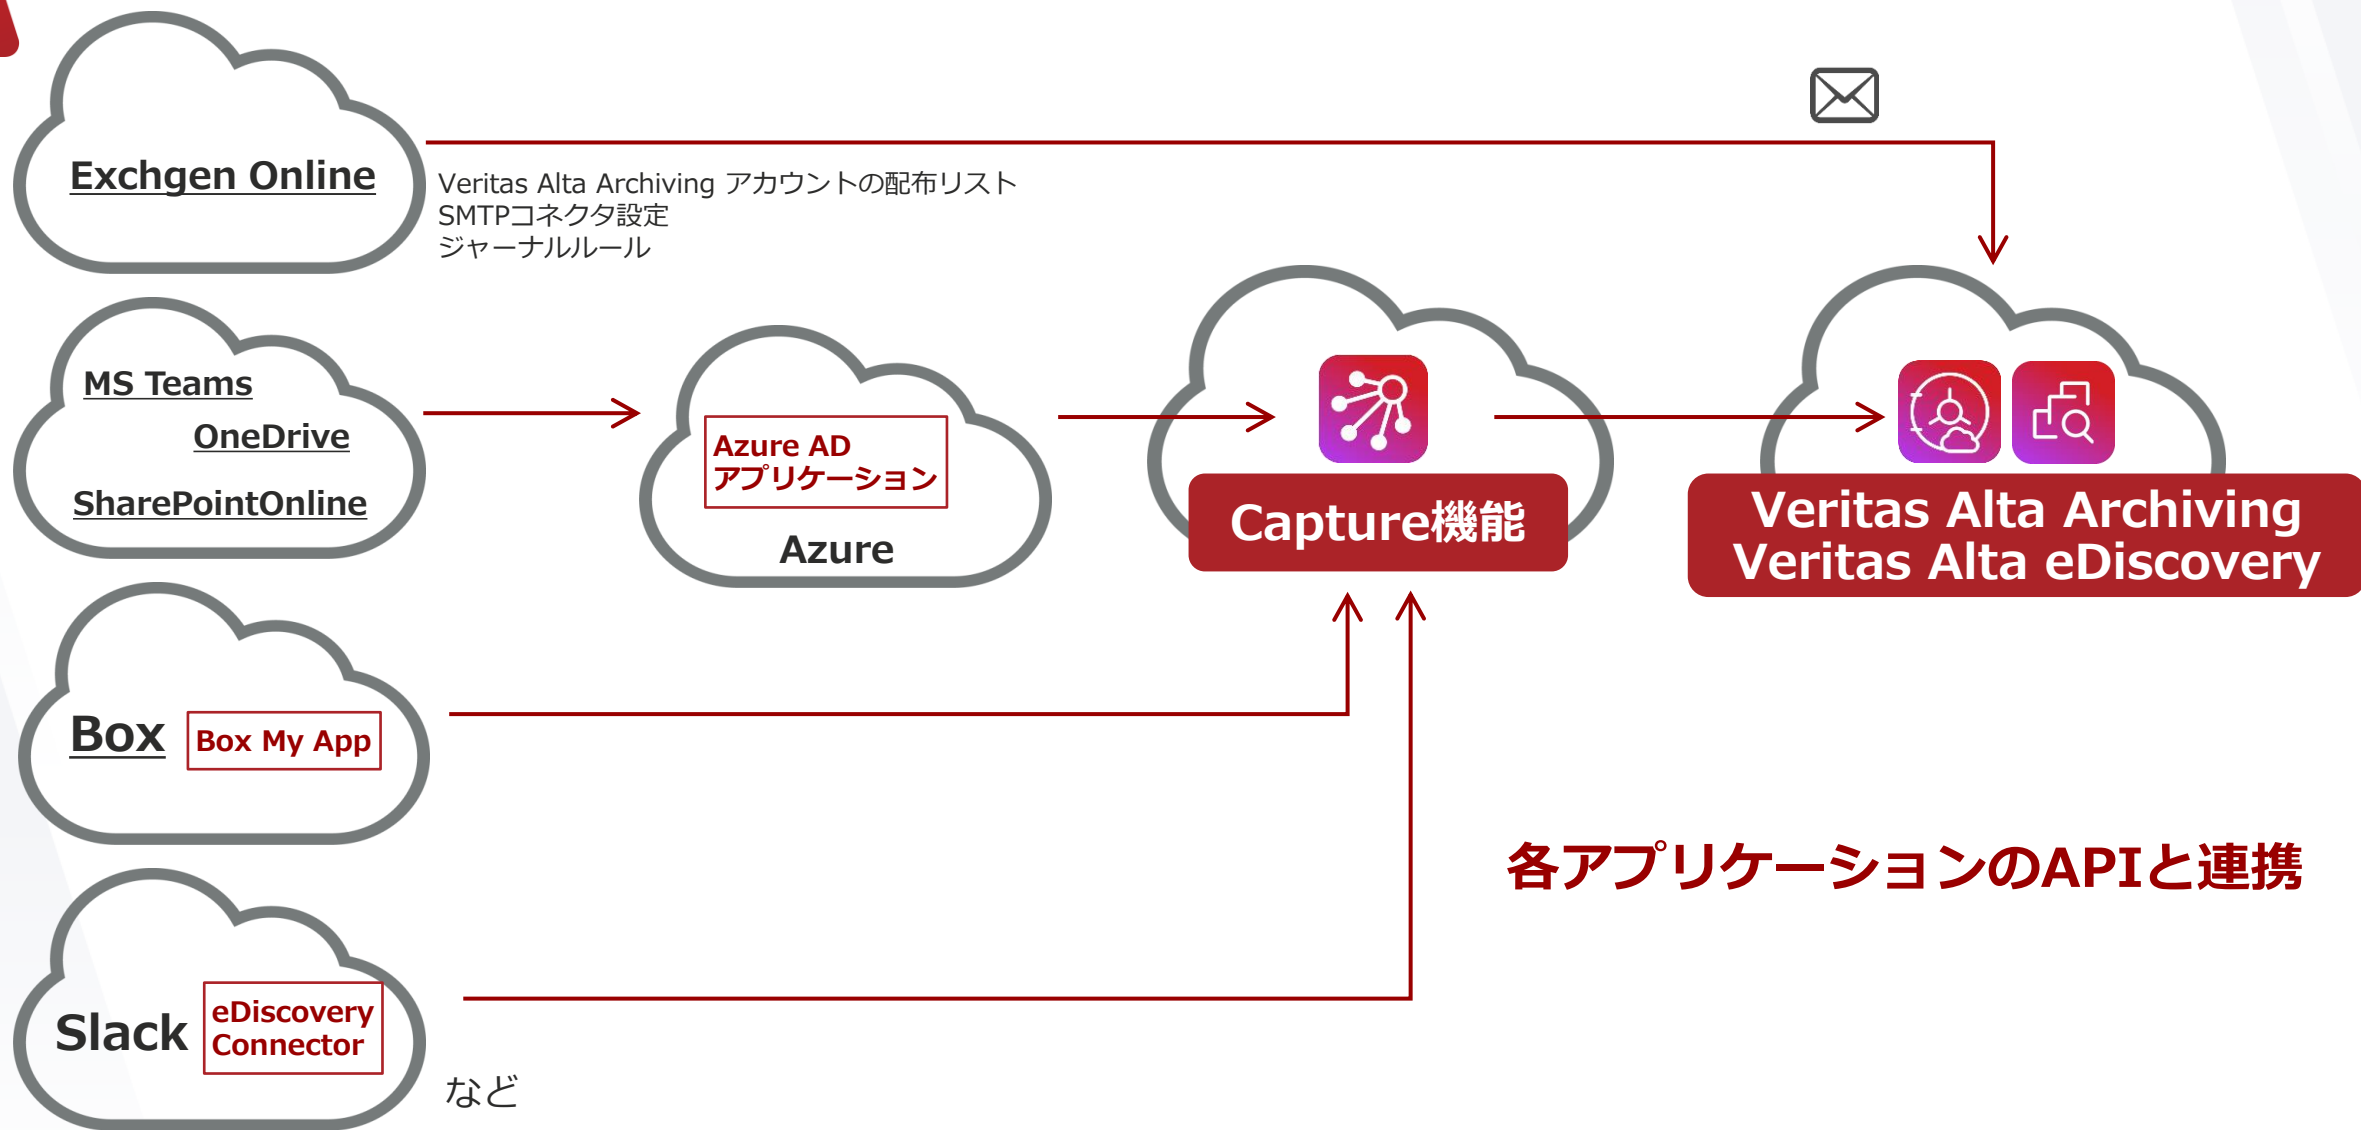 Exchgen Online
Veritas Alta Archiving アカウントの配布リスト
SMTPコネクタ設定
ジャーナルルール
MS Teams
OneDrive
SharePointOnline
Azure AD
アプリケーション
Azure
Capture機能
Veritas Alta Archiving
Veritas Alta eDiscovery
Box
Box My App
各アプリケーションのAPIと連携
Slack
eDiscovery
Connector
など